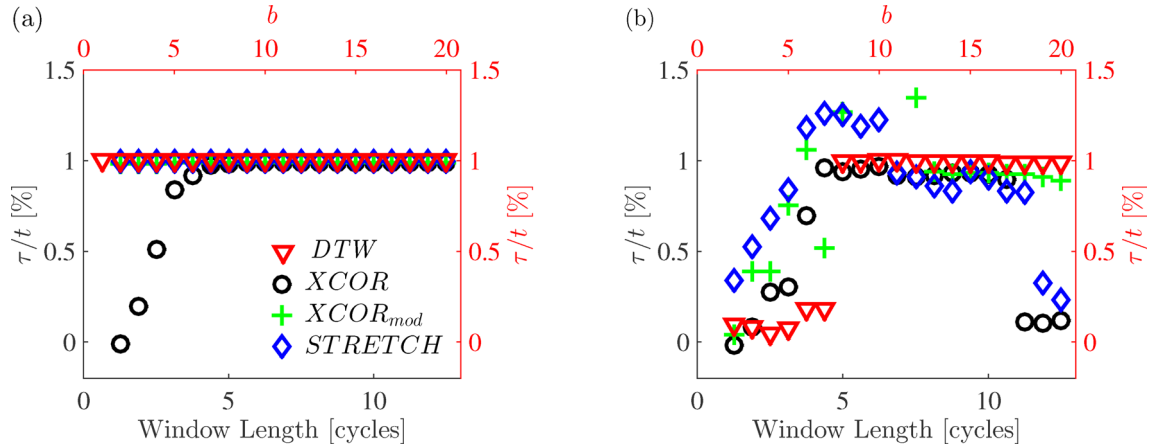 (a)
b
0 5 10 15 20
1.5 1.5
1 1
0.5 0.5
0 0
τ/t [%]
τ/t [%]
DTW
XCOR
XCOR_mod
STRETCH
0 5 10
Window Length [cycles]
(b)
b
0 5 10 15 20
1.5 1.5
1 1
0.5 0.5
0 0
τ/t [%]
τ/t [%]
0 5 10
Window Length [cycles]